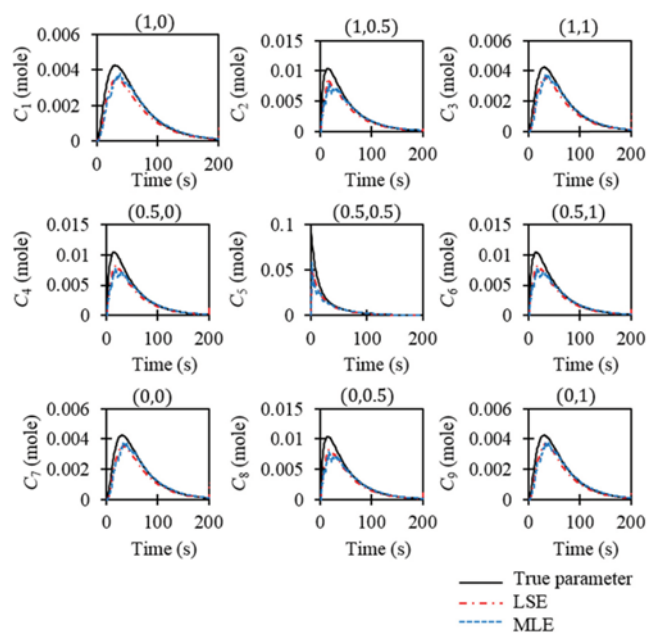 (1,0) (1,0.5) (1,1)
0.006 0.015 0.006
0.004 0.01 0.004
0.002 0.005 0.002
0 0 0
C1 (mole) C2 (mole) C3 (mole)
0 100 200 0 100 200 0 100 200
Time (s) Time (s) Time (s)
(0.5,0) (0.5,0.5) (0.5,1)
0.015 0.1 0.015
0.01 0.05 0.01
0.005 0.005
0 0 0
C4 (mole) C5 (mole) C6 (mole)
0 100 200 0 100 200 0 100 200
Time (s) Time (s) Time (s)
(0,0) (0,0.5) (0,1)
0.006 0.015 0.006
0.004 0.01 0.004
0.002 0.005 0.002
0 0 0
C7 (mole) C8 (mole) C9 (mole)
0 100 200 0 100 200 0 100 200
Time (s) Time (s) Time (s)
True parameter
LSE
MLE